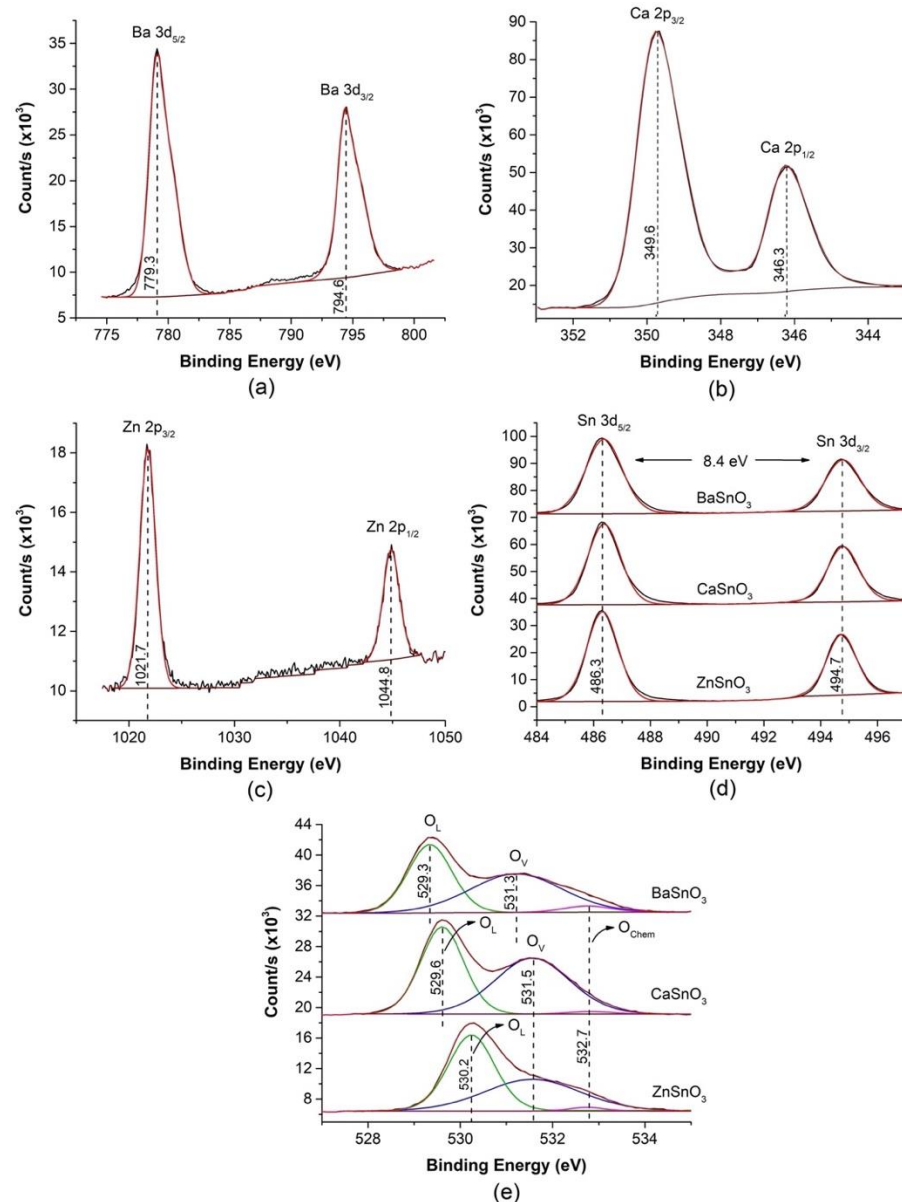 Ba 3d5/2
Ba 3d3/2
35
30
25
20
15
10
5
Count/s (x10³)
779.3
794.6
775
780
785
790
795
800
Binding Energy (eV)
(a)
Ca 2p3/2
Ca 2p1/2
90
80
70
60
50
40
30
20
Count/s (x10³)
349.6
346.3
352
350
348
346
344
Binding Energy (eV)
(b)
Zn 2p3/2
Zn 2p1/2
18
16
14
12
10
Count/s (x10³)
1021.7
1044.8
1020
1030
1040
1050
Binding Energy (eV)
(c)
Sn 3d5/2
Sn 3d3/2
8.4 eV
BaSnO3
CaSnO3
ZnSnO3
100
90
80
70
70
60
50
40
30
20
10
0
Count/s (x10³)
486.3
494.7
484
486
488
490
492
494
496
Binding Energy (eV)
(d)
OL
OV
529.3
531.3
BaSnO3
OL
OV
OChem
529.6
531.5
CaSnO3
OL
530.2
532.7
ZnSnO3
44
40
36
32
28
24
20
16
12
8
Count/s (x10³)
528
530
532
534
Binding Energy (eV)
(e)